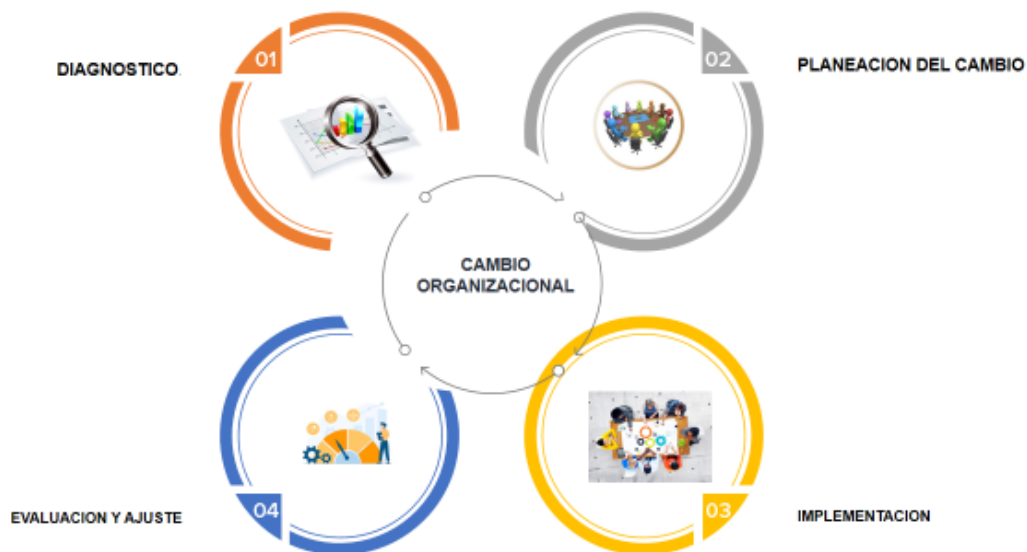 01
DIAGNOSTICO
02
PLANEACION DEL CAMBIO
CAMBIO
ORGANIZACIONAL
03
IMPLEMENTACION
04
EVALUACION Y AJUSTE